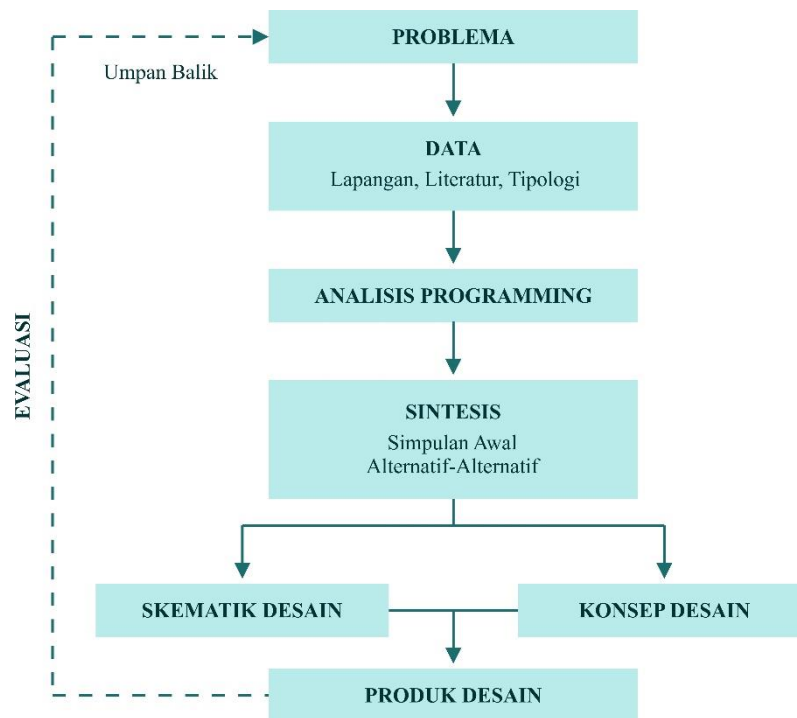 PROBLEMA
Umpan Balik
DATA
Lapangan, Literatur, Tipologi
ANALISIS PROGRAMMING
EVALUASI
SINTESIS
Simpulan Awal
Alternatif-Alternatif
SKEMATIK DESAIN
KONSEP DESAIN
PRODUK DESAIN